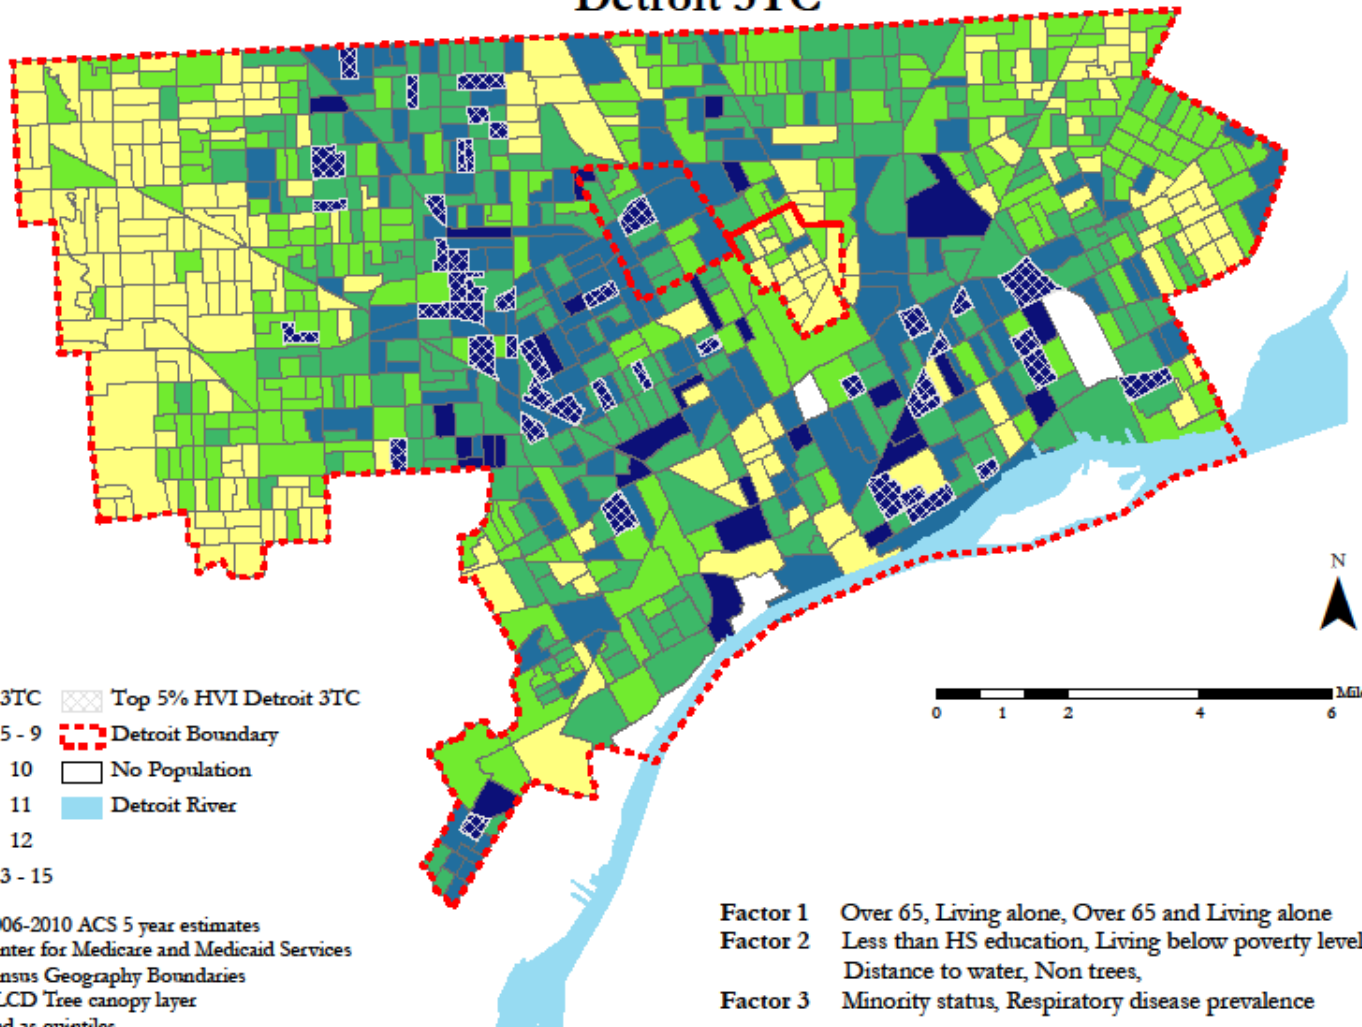 Detroit 3TC
N
3TC Top 5% HVI Detroit 3TC
5 - 9 Detroit Boundary
10 No Population
11 Detroit River
12
3 - 15
0 1 2 4 6
006-2010 ACS 5 year estimates
nter for Medicare and Medicaid Services
nsus Geography Boundaries
LCD Tree canopy layer
d as quintiles
Factor 1 Over 65, Living alone, Over 65 and Living alone
Factor 2 Less than HS education, Living below poverty level
Distance to water, Non trees,
Factor 3 Minority status, Respiratory disease prevalence